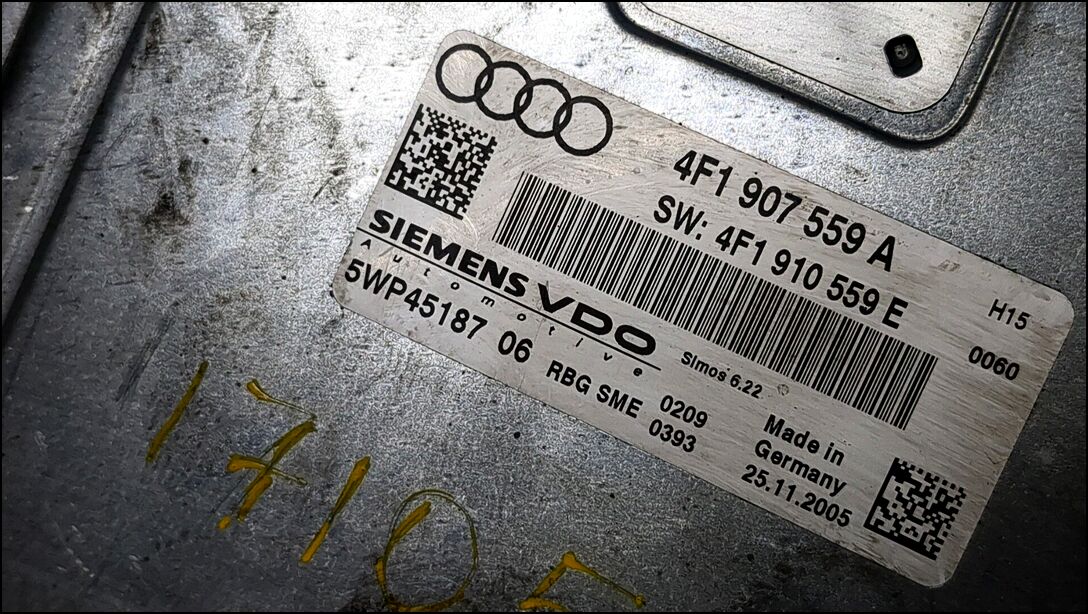 4F1 907 559 A
SW: 4F1 910 559 E
H15
0060
SIEMENS VDO
Automotive
5WP45187 06
Simos 6.22
RBG SME 0209
0393
Made in
Germany
25.11.2005
1710